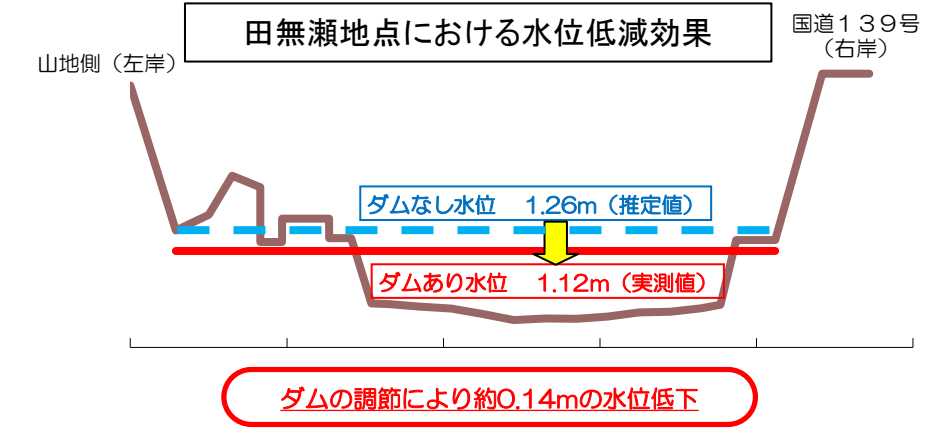 田無瀬地点における水位低減効果
国道１３９号
（右岸）
山地側（左岸）
ダムなし水位　1.26m（推定値）
ダムあり水位　1.12m（実測値）
ダムの調節により約0.14mの水位低下